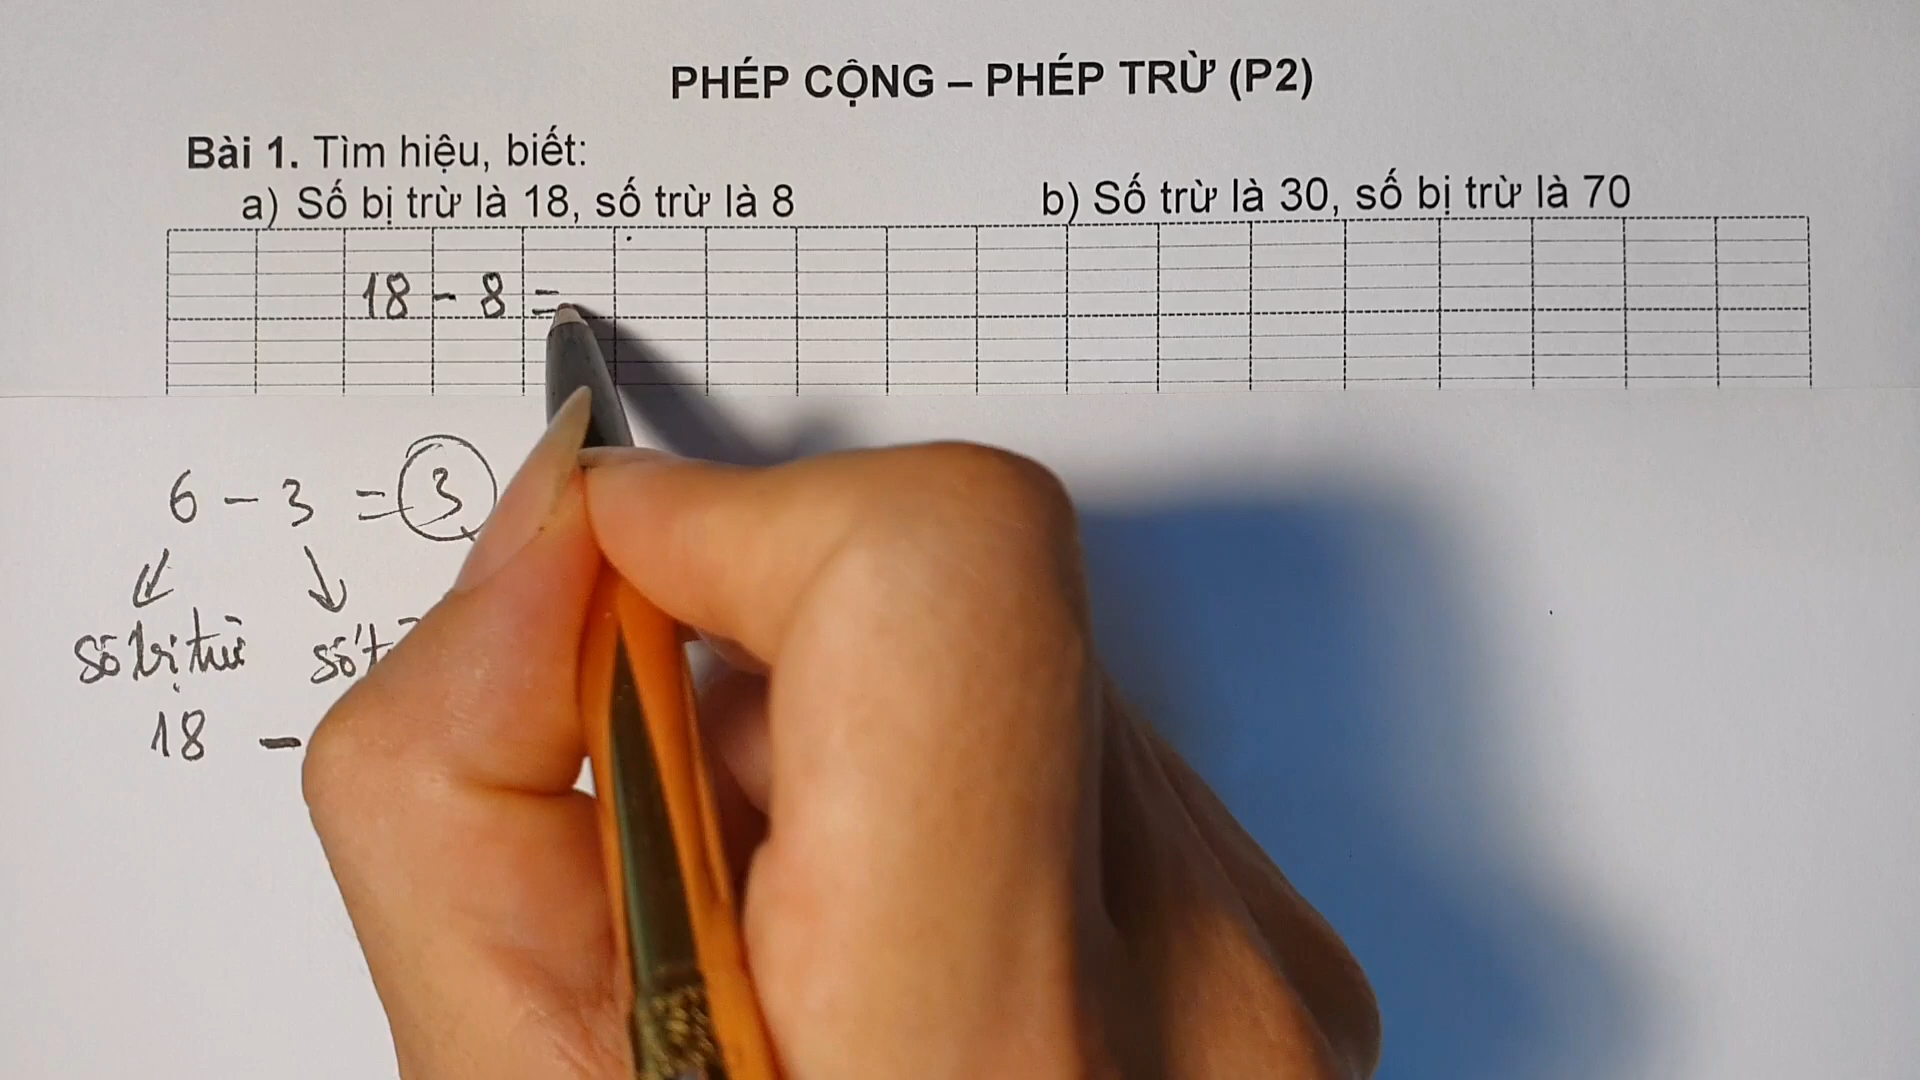 PHÉP CỘNG – PHÉP TRỪ (P2)
Bài 1. Tìm hiệu, biết:
a) Số bị trừ là 18, số trừ là 8 b) Số trừ là 30, số bị trừ là 70
18 - 8 =
6 - 3 = 3
số bị trừ số
18 -